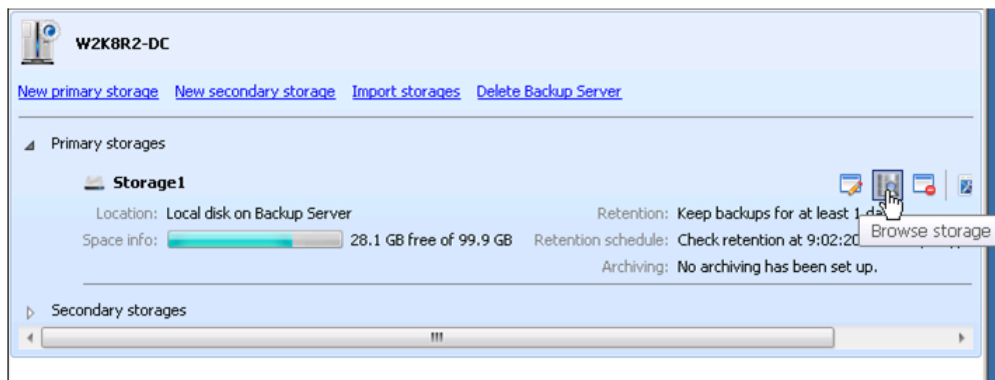 W2K8R2-DC
New primary storage New secondary storage Import storages Delete Backup Server
Primary storages
Storage1
Location: Local disk on Backup Server Retention: Keep backups for at least 1
Browse storage
Space info: 28.1 GB free of 99.9 GB Retention schedule: Check retention at 9:02:20
Archiving: No archiving has been set up.
Secondary storages